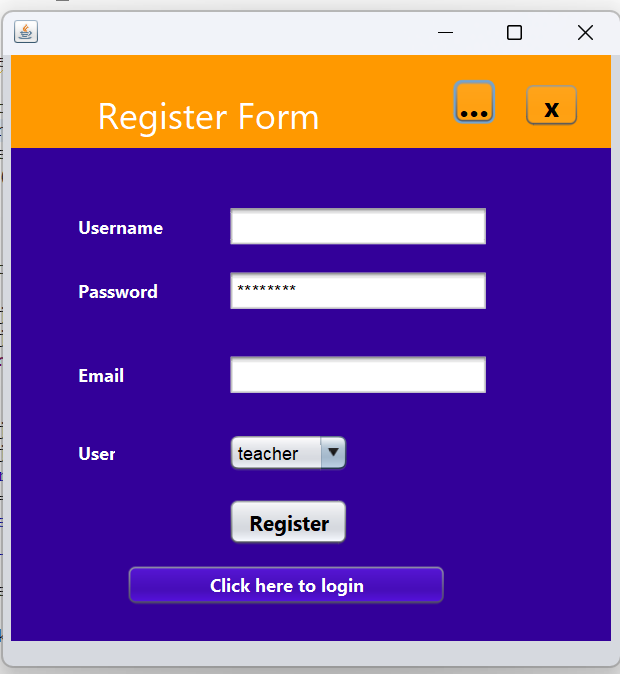 ... x
Register Form
Username
Password ********
Email
User teacher
Register
Click here to login